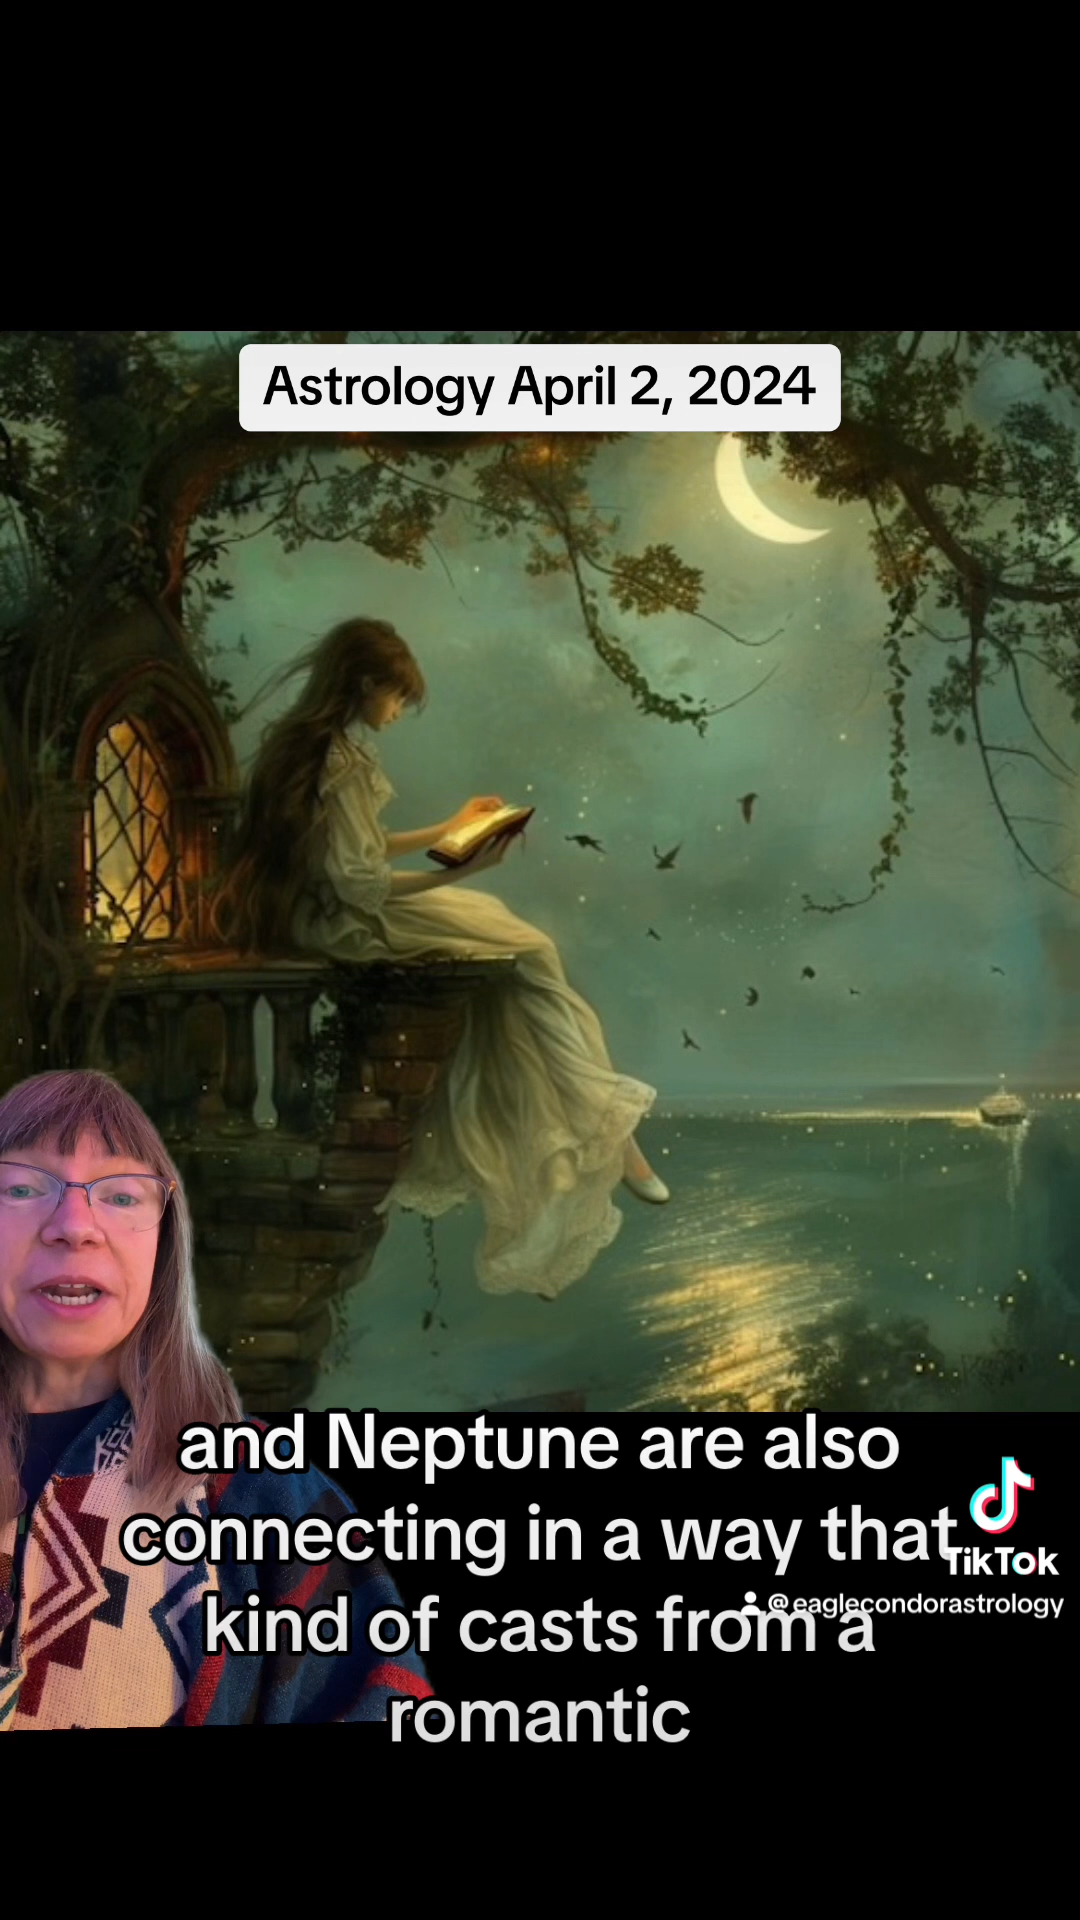 Astrology April 2, 2024
and Neptune are also
connecting in a way that
kind of casts from a
romantic
TikTok
@eaglecondorastrology